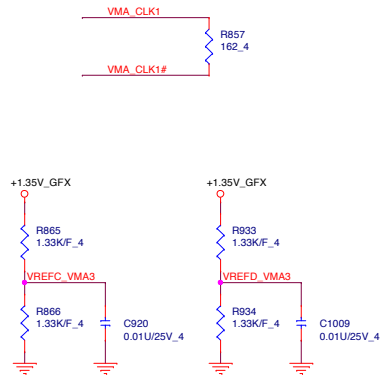 VMA_CLK1
R857
162_4
VMA_CLK1#
+1.35V_GFX
+1.35V_GFX
R865
1.33K/F_4
R933
1.33K/F_4
VREFC_VMA3
VREFD_VMA3
R866
1.33K/F_4
C920
0.01U/25V_4
R934
1.33K/F_4
C1009
0.01U/25V_4